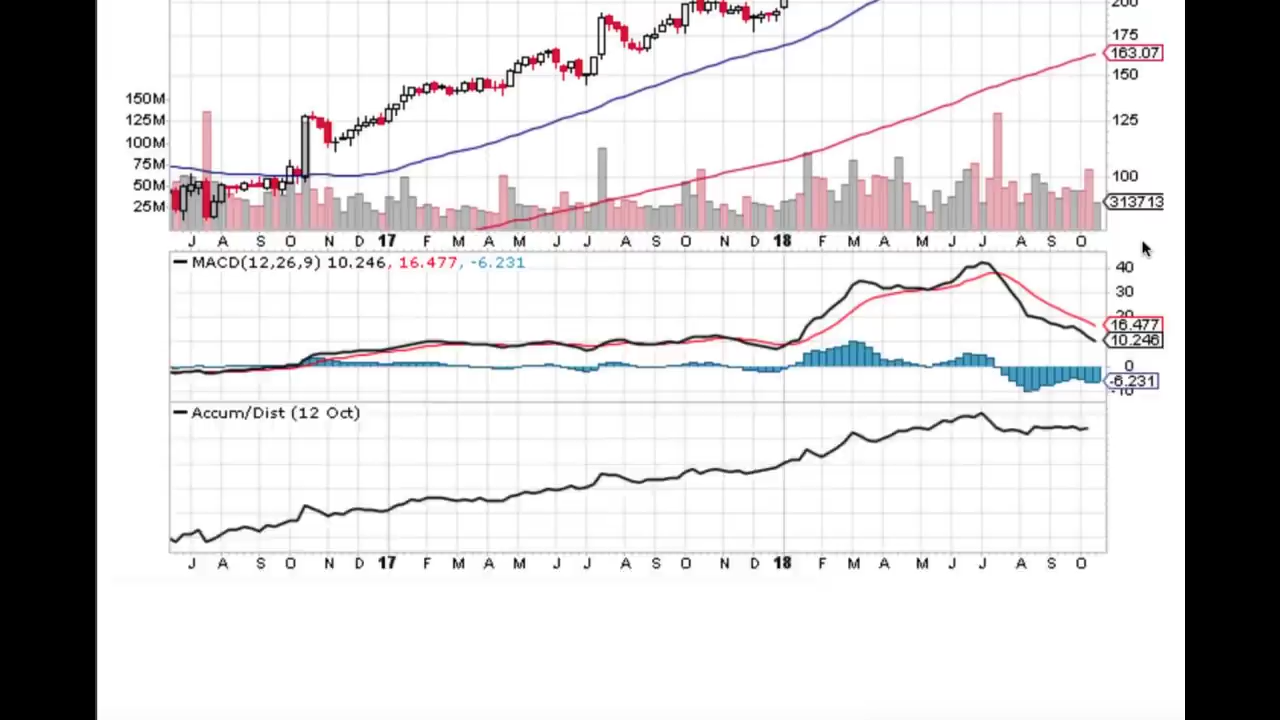 200
175
163.07
150
150M
125M
125
100M
75M
100
50M
25M
313713
J A S O N D 17 F M A M J J A S O N D 18 F M A M J J A S O
MACD(12,26,9) 10.246, 16.477, -6.231
40
30
20
16.477
10.246
0
-6.231
-10
Accum/Dist (12 Oct)
J A S O N D 17 F M A M J J A S O N D 18 F M A M J J A S O